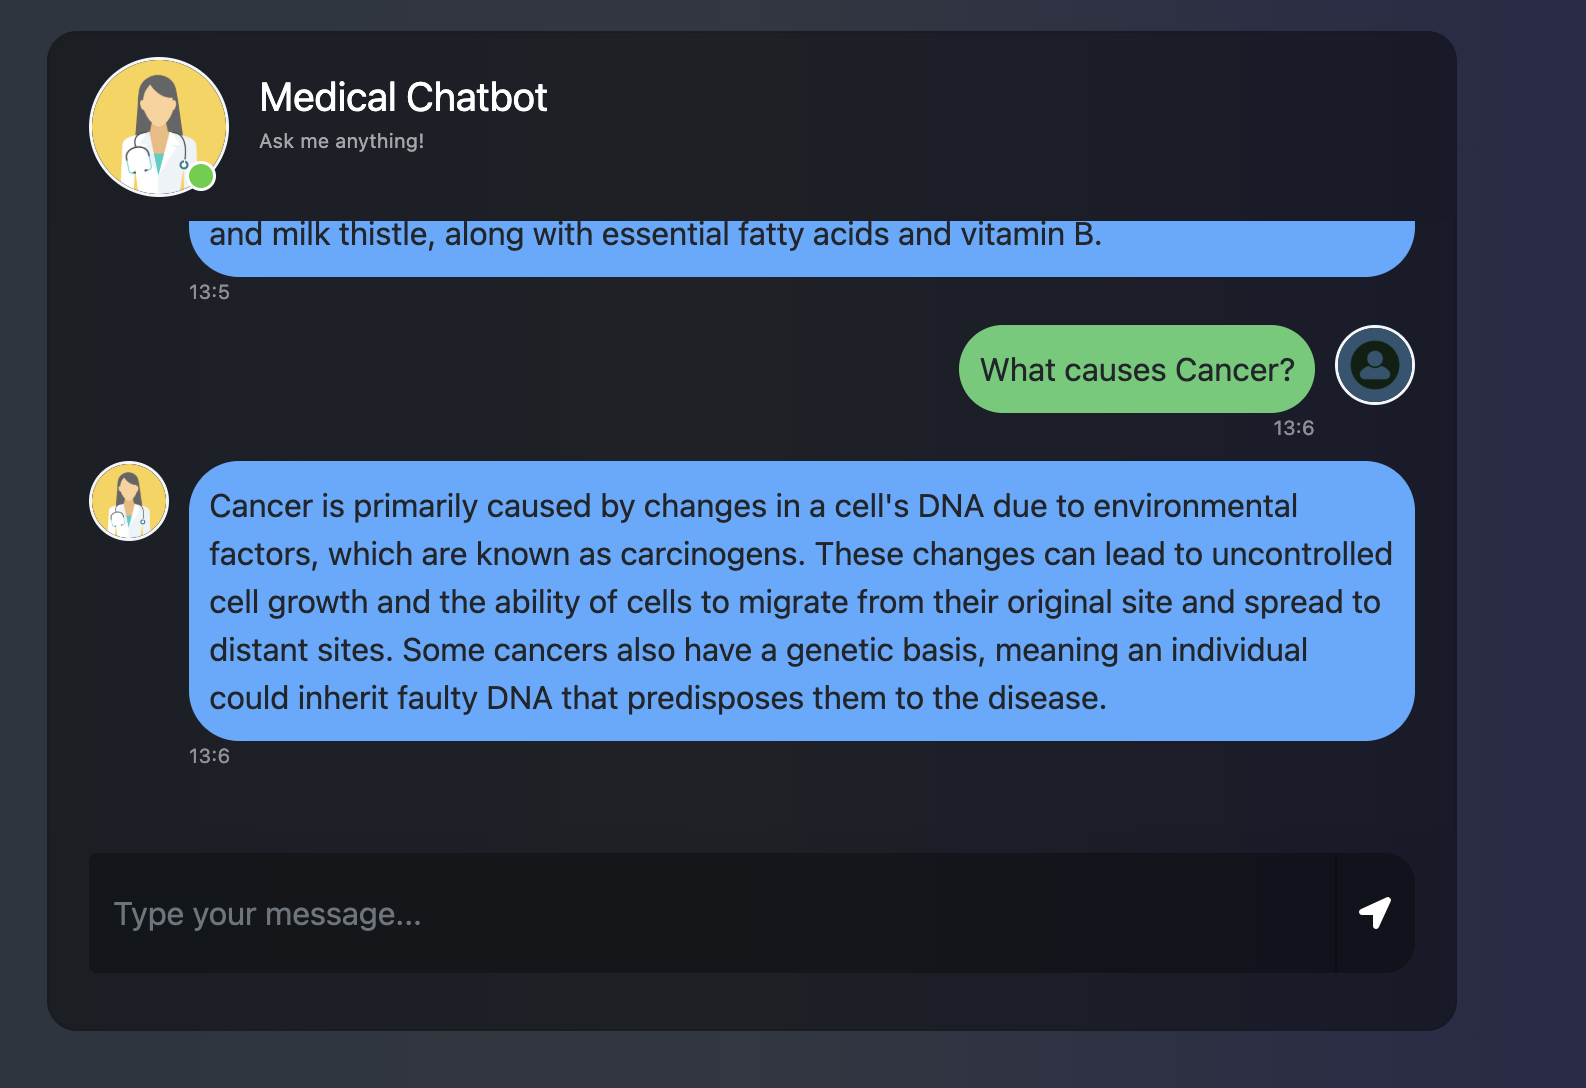 Medical Chatbot
Ask me anything!
and milk thistle, along with essential fatty acids and vitamin B.
13:5
What causes Cancer?
13:6
Cancer is primarily caused by changes in a cell's DNA due to environmental
factors, which are known as carcinogens. These changes can lead to uncontrolled
cell growth and the ability of cells to migrate from their original site and spread to
distant sites. Some cancers also have a genetic basis, meaning an individual
could inherit faulty DNA that predisposes them to the disease.
13:6
Type your message...